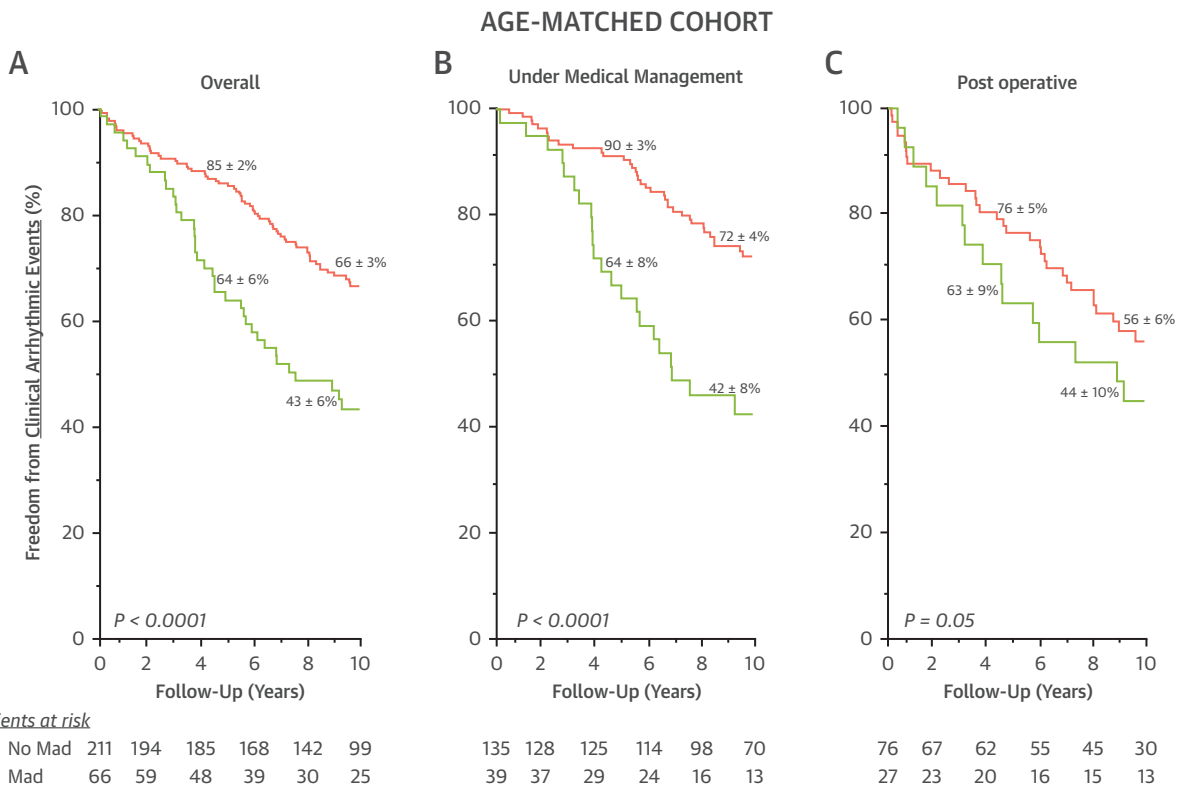 AGE-MATCHED COHORT
A
Overall
Freedom from Clinical Arrhythmic Events (%)
100
80
60
40
20
0
85 ± 2%
66 ± 3%
64 ± 6%
43 ± 6%
P < 0.0001
0 2 4 6 8 10
Follow-Up (Years)
B
Under Medical Management
100
80
60
40
20
0
90 ± 3%
72 ± 4%
64 ± 8%
42 ± 8%
P < 0.0001
0 2 4 6 8 10
Follow-Up (Years)
C
Post operative
100
80
60
40
20
0
76 ± 5%
63 ± 9%
56 ± 6%
44 ± 10%
P = 0.05
0 2 4 6 8 10
Follow-Up (Years)
ents at risk
No Mad 211 194 185 168 142 99 135 128 125 114 98 70 76 67 62 55 45 30
Mad 66 59 48 39 30 25 39 37 29 24 16 13 27 23 20 16 15 13